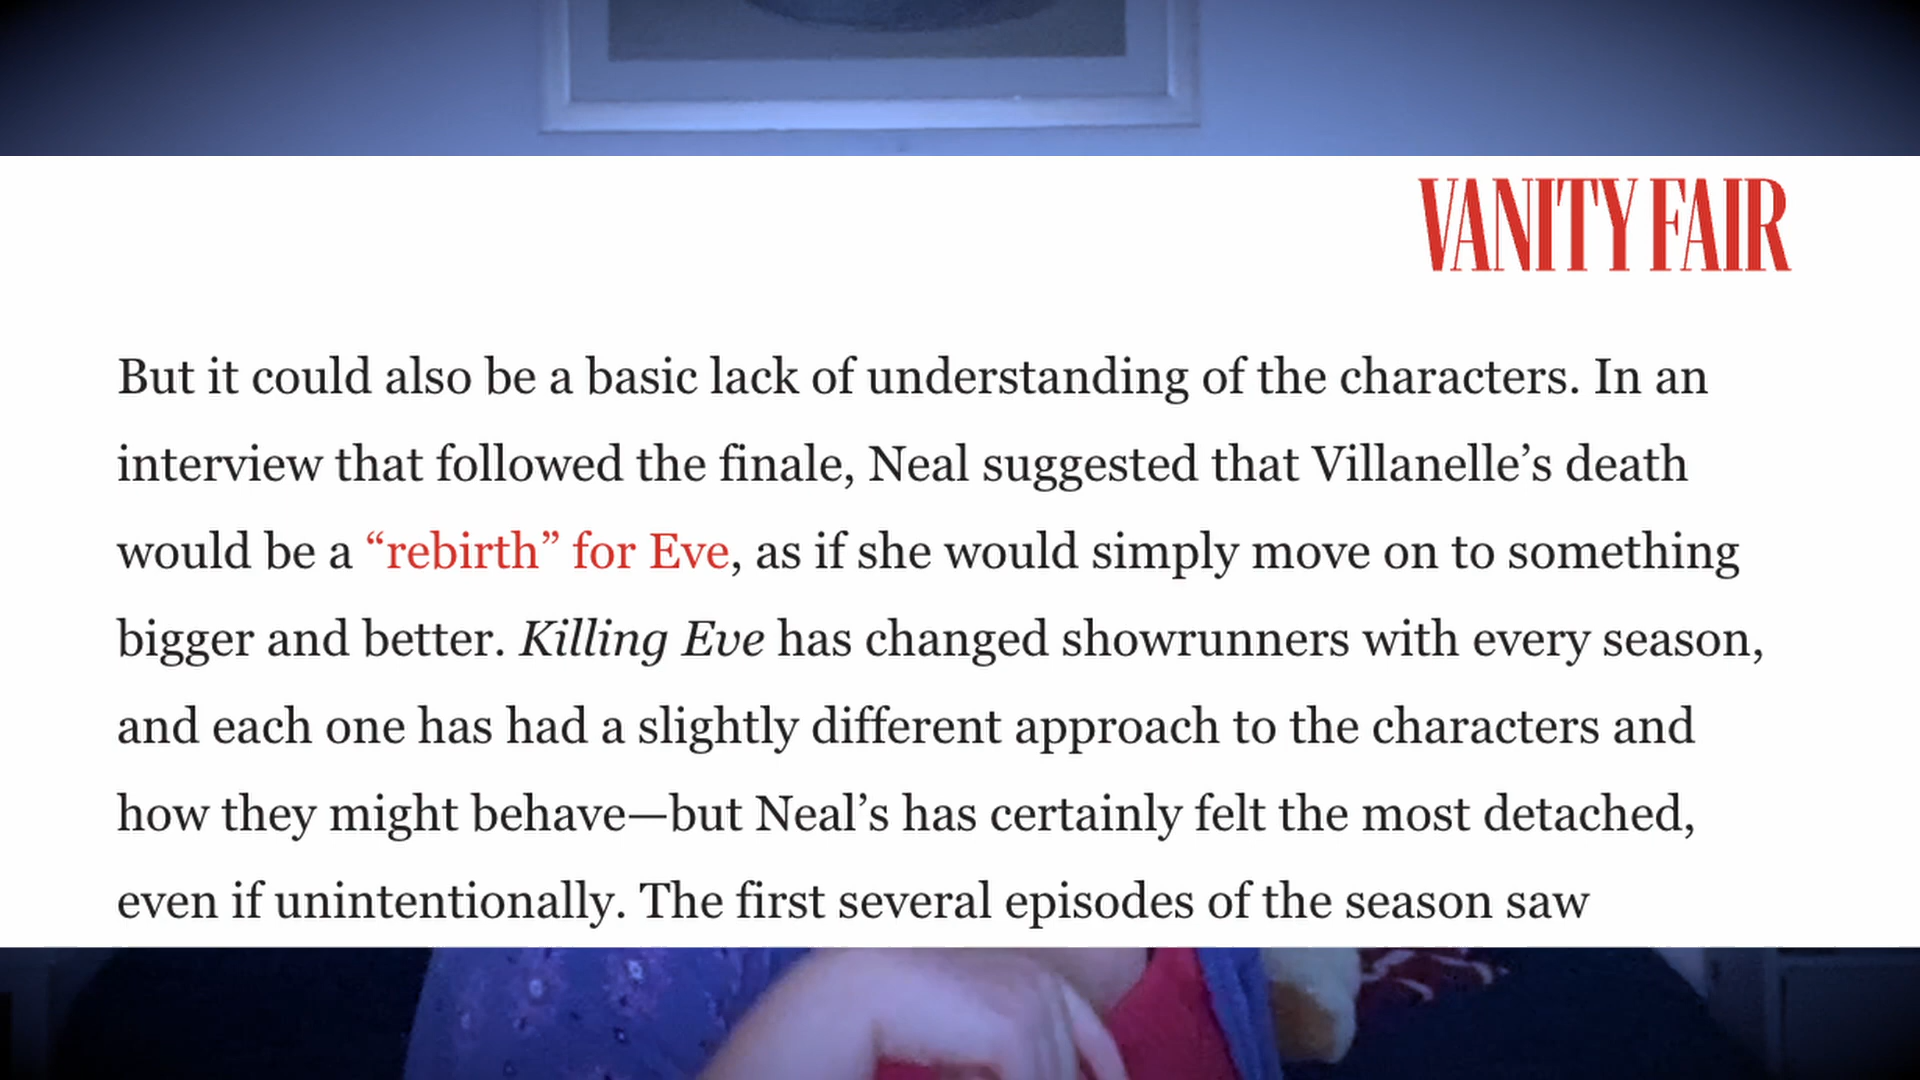 VANITY FAIR
But it could also be a basic lack of understanding of the characters. In an
interview that followed the finale, Neal suggested that Villanelle’s death
would be a “rebirth” for Eve, as if she would simply move on to something
bigger and better. Killing Eve has changed showrunners with every season,
and each one has had a slightly different approach to the characters and
how they might behave—but Neal’s has certainly felt the most detached,
even if unintentionally. The first several episodes of the season saw